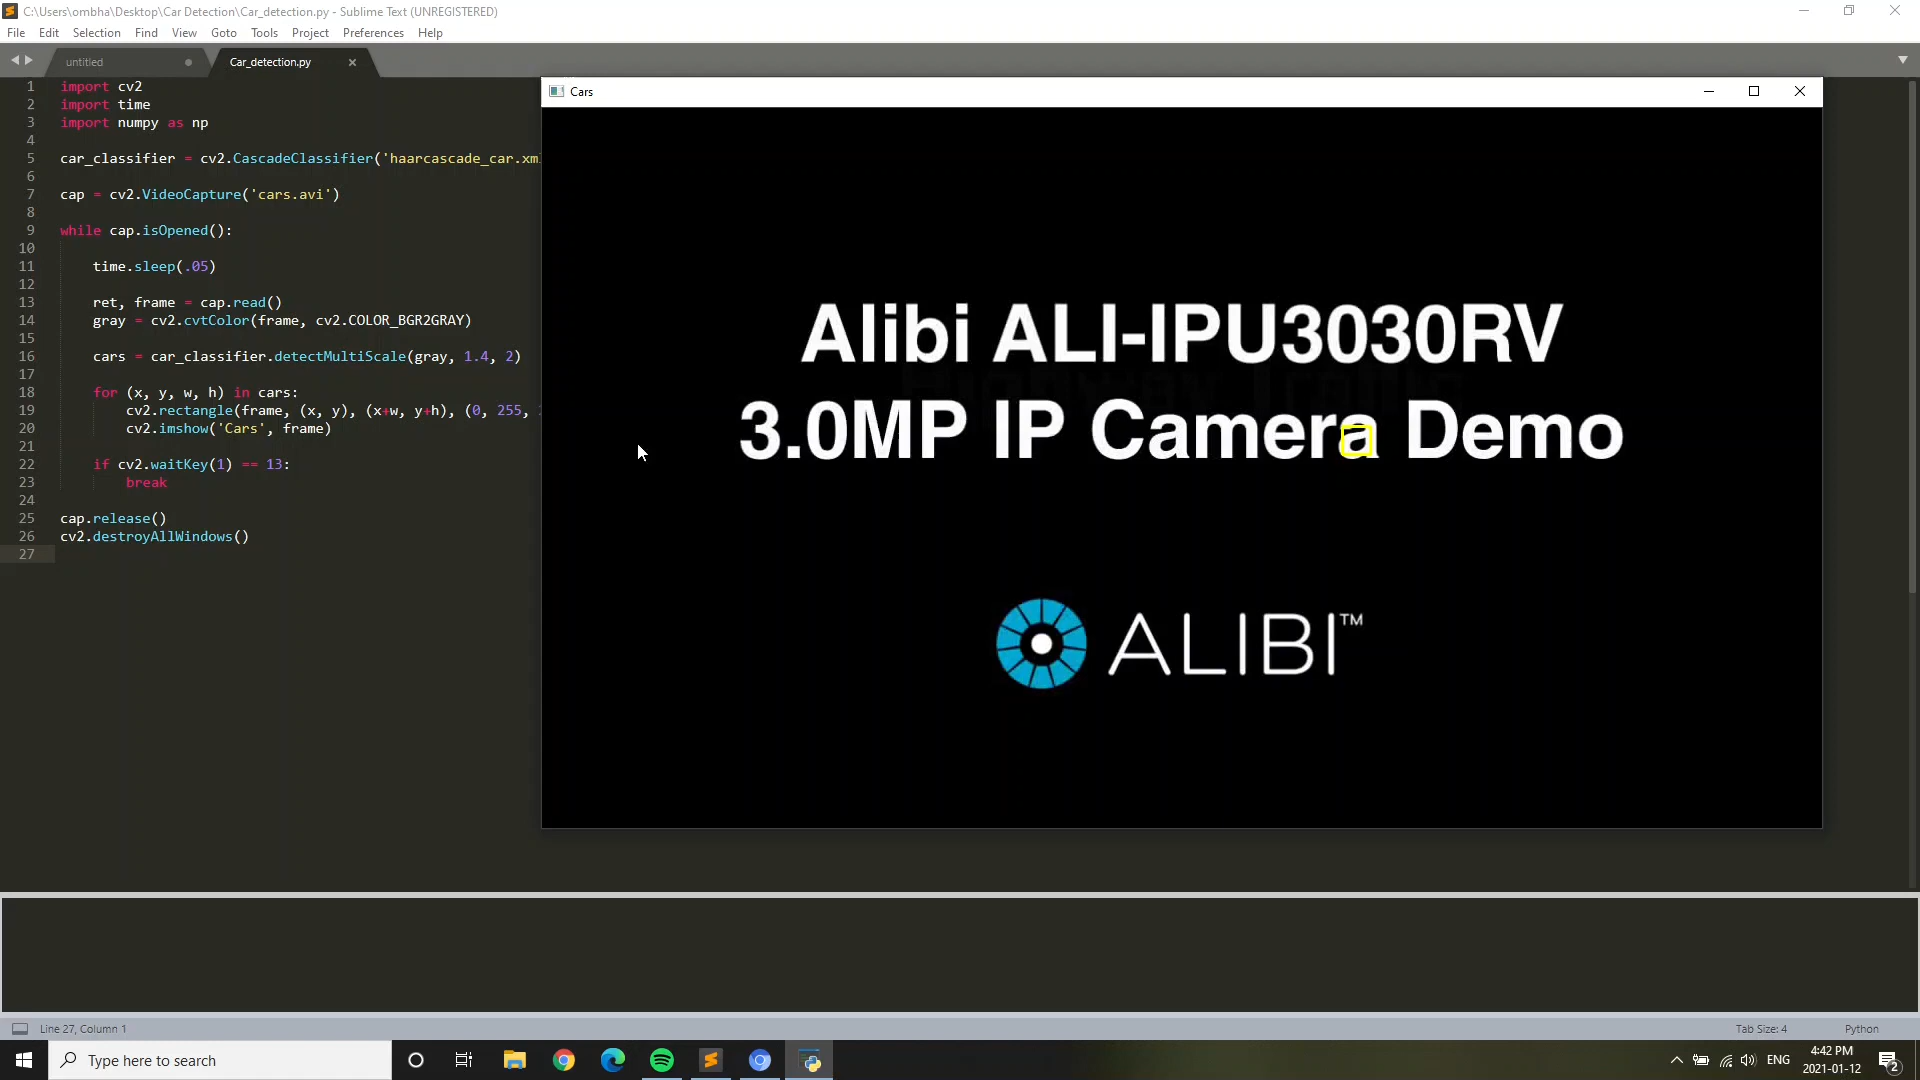 C:\Users\ombha\Desktop\Car Detection\Car_detection.py - Sublime Text (UNREGISTERED)
File Edit Selection Find View Goto Tools Project Preferences Help
untitled
Car_detection.py
1 import cv2
2 import time
3 import numpy as np
4
5 car_classifier = cv2.CascadeClassifier('haarcascade_car.xm
6
7 cap = cv2.VideoCapture('cars.avi')
8
9 while cap.isOpened():
10
11 time.sleep(.05)
12
13 ret, frame = cap.read()
14 gray = cv2.cvtColor(frame, cv2.COLOR_BGR2GRAY)
15
16 cars = car_classifier.detectMultiScale(gray, 1.4, 2)
17
18 for (x, y, w, h) in cars:
19 cv2.rectangle(frame, (x, y), (x+w, y+h), (0, 255,
20 cv2.imshow('Cars', frame)
21
22 if cv2.waitKey(1) == 13:
23 break
24
25 cap.release()
26 cv2.destroyAllWindows()
27
Cars
Alibi ALI-IPU3030RV
3.0MP IP Camera Demo
ALIBI™
Line 27, Column 1
Tab Size: 4
Python
Type here to search
ENG
4:42 PM
2021-01-12
2